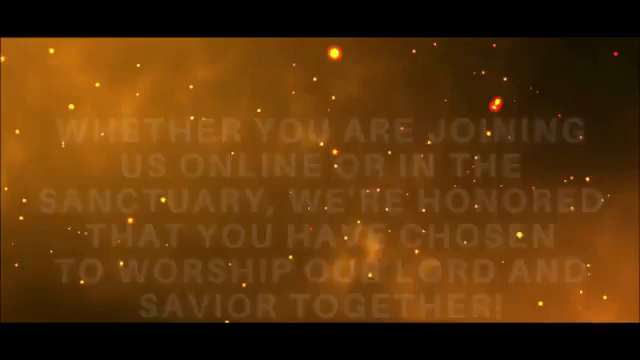 WHETHER YOU ARE JOINING
US ONLINE OR IN THE
SANCTUARY, WE'RE HONORED
THAT YOU HAVE CHOSEN
TO WORSHIP OUR LORD AND
SAVIOR TOGETHER!